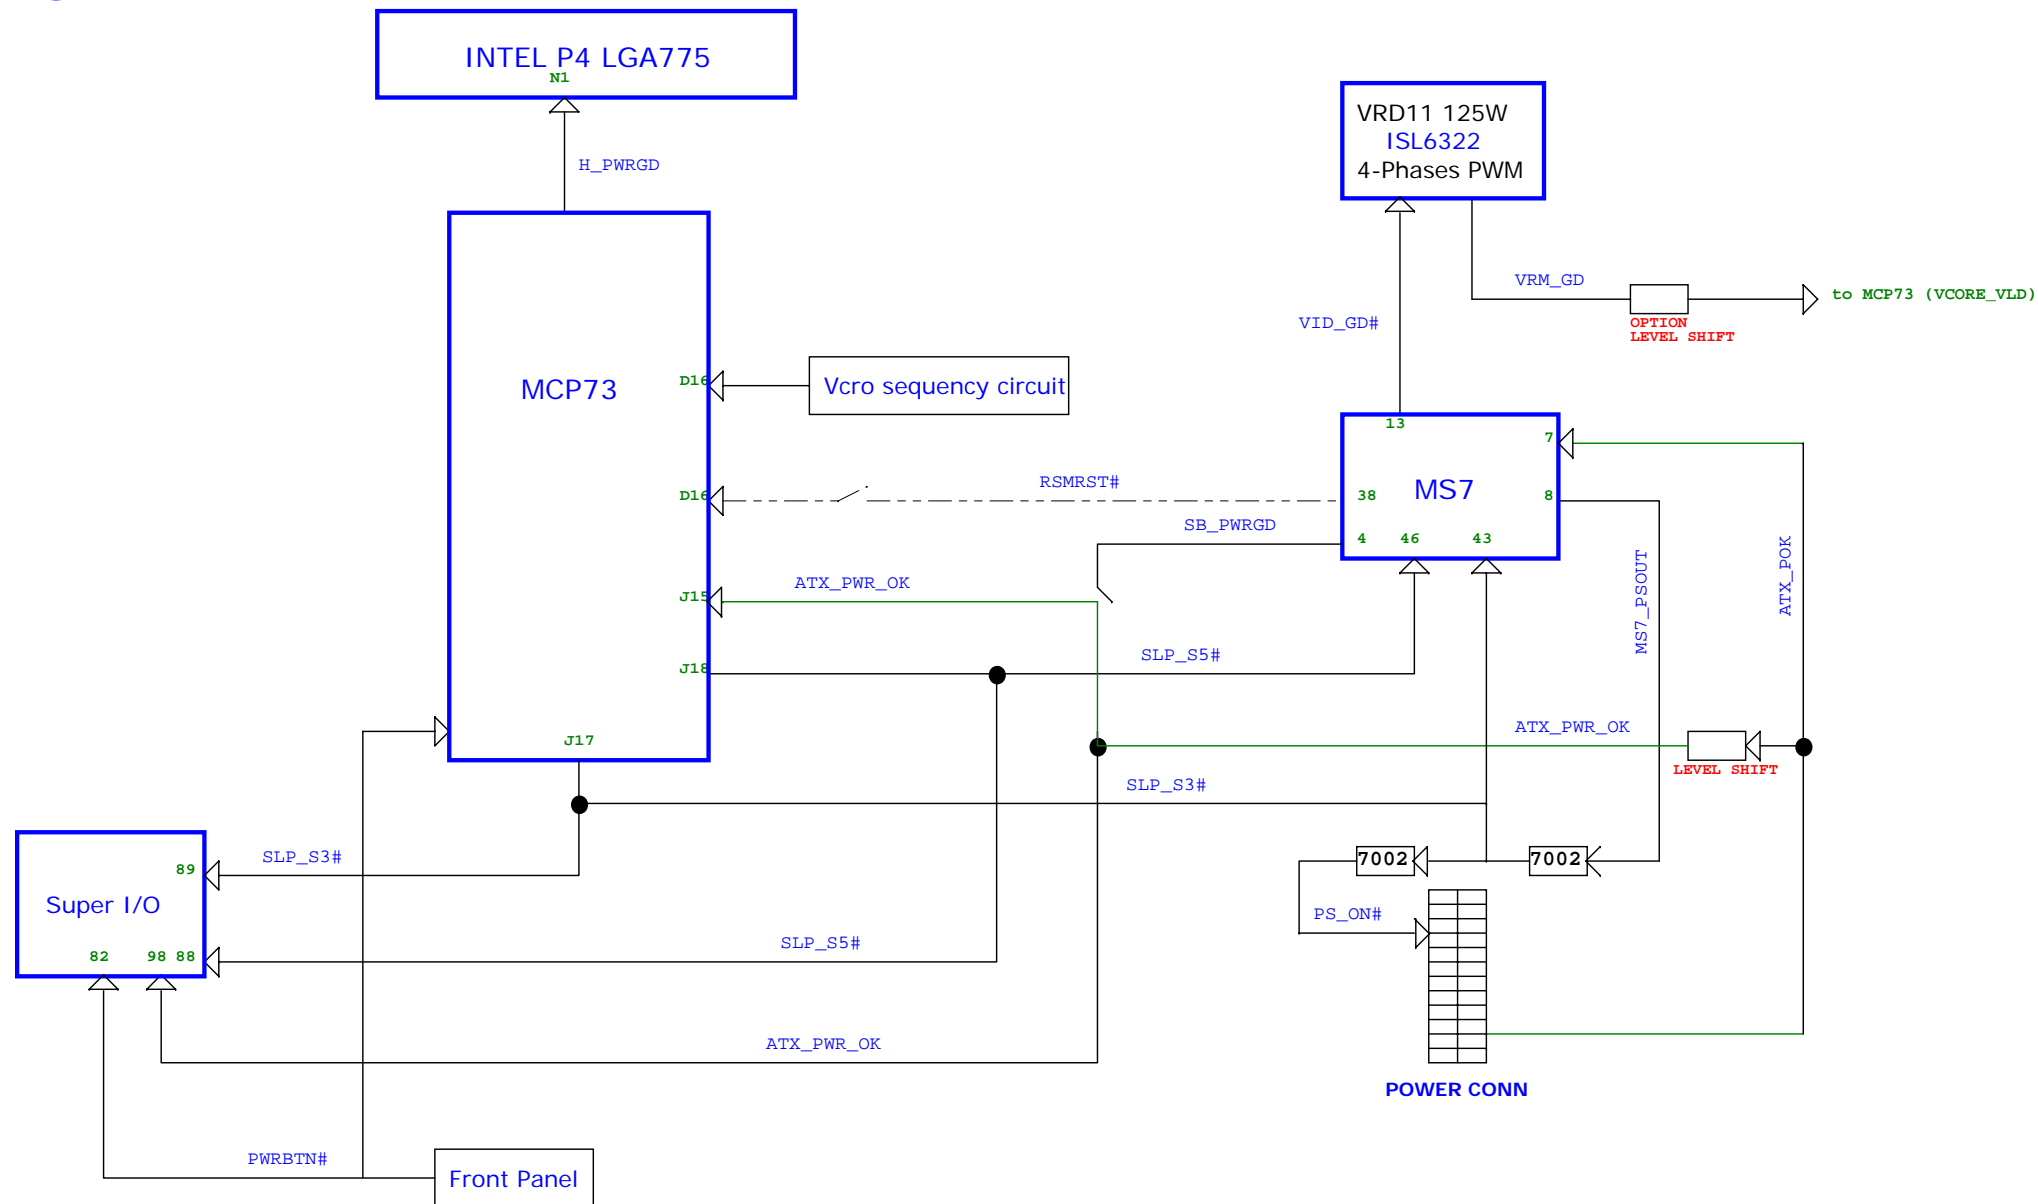 INTEL P4 LGA775
N1
H_PWRGD
VRD11 125W
ISL6322
4-Phases PWM
VRM_GD
to MCP73 (VCORE_VLD)
OPTION
LEVEL SHIFT
VID_GD#
MCP73
D16
Vcro sequency circuit
13
7
D16
RSMRST#
38
MS7
8
SB_PWRGD
4
46
43
ATX_POK
MS7_PSOUT
J15
ATX_PWR_OK
J18
SLP_S5#
J17
ATX_PWR_OK
LEVEL SHIFT
SLP_S3#
89
SLP_S3#
7002
7002
Super I/O
PS_ON#
82
98
88
SLP_S5#
ATX_PWR_OK
POWER CONN
PWRBTN#
Front Panel